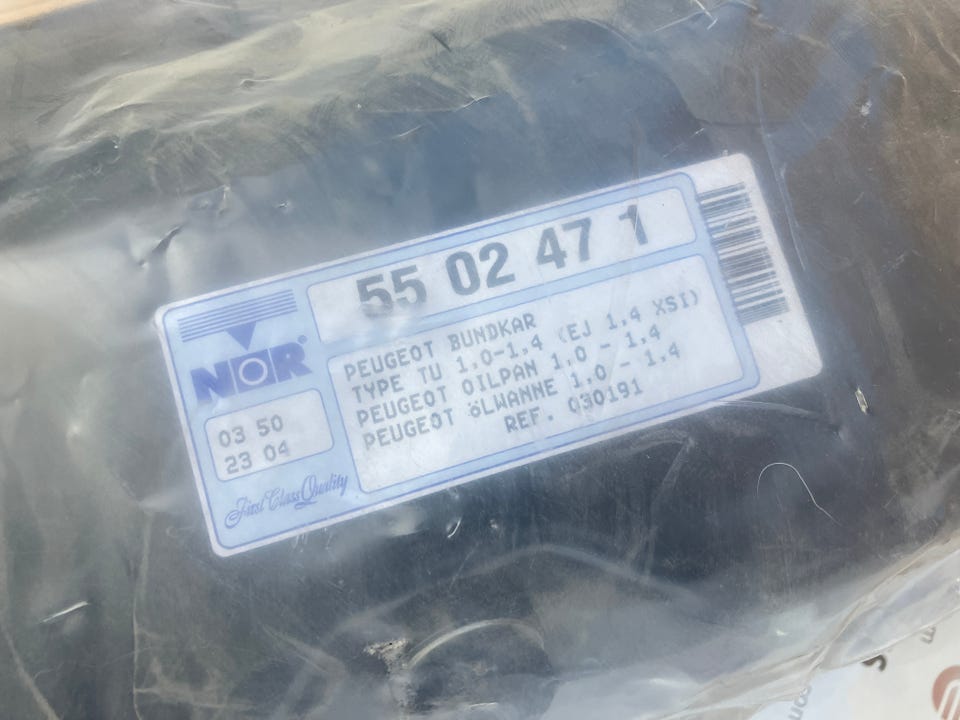 55 02 47 1
NOR®
03 50
23 04
First Class Quality
PEUGEOT BUNDKAR
TYPE TU 1.0-1.4 (EJ 1.4 XSI)
PEUGEOT OILPAN 1.0 - 1.4
PEUGEOT ÖLWANNE 1.0 - 1.4
REF. 030191